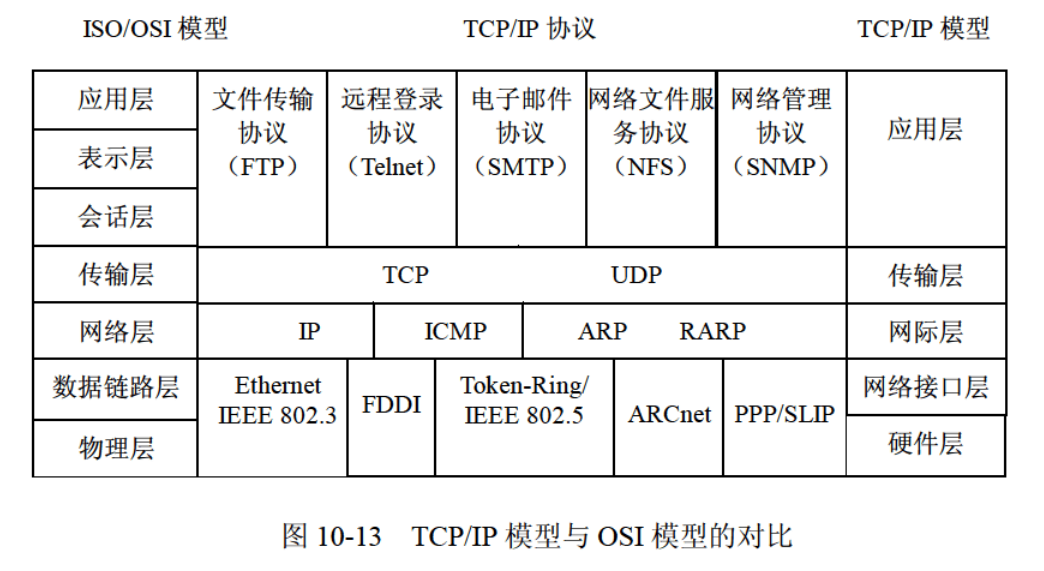 ISO/OSI 模型 TCP/IP 协议 TCP/IP 模型
应用层
表示层
会话层
传输层
网络层
数据链路层
物理层
文件传输
协议
（FTP）
远程登录
协议
（Telnet）
电子邮件
协议
（SMTP）
网络文件服
务协议
（NFS）
网络管理
协议
（SNMP）
TCP UDP
IP ICMP ARP RARP
Ethernet
IEEE 802.3
FDDI
Token-Ring/
IEEE 802.5
ARCnet
PPP/SLIP
应用层
传输层
网际层
网络接口层
硬件层
图 10-13 TCP/IP 模型与 OSI 模型的对比